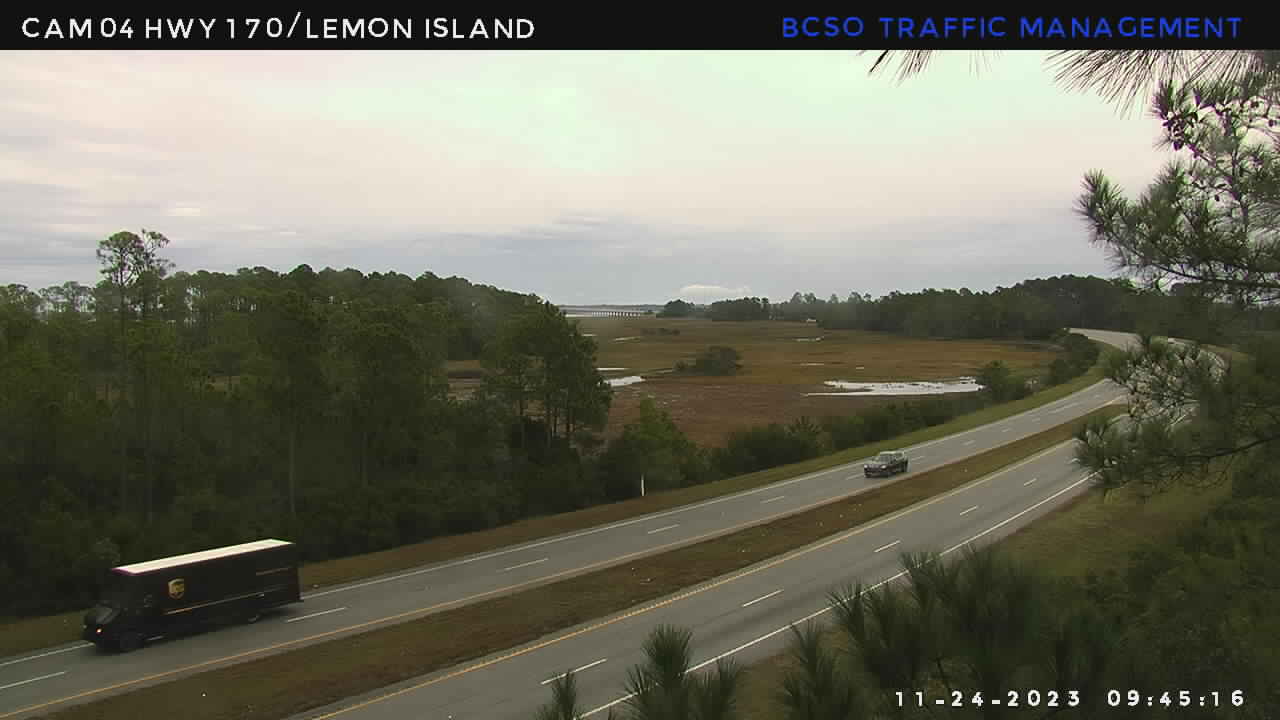 CAM04 HWY 170/LEMON ISLAND
BCSO TRAFFIC MANAGEMENT
11-24-2023 09:45:16